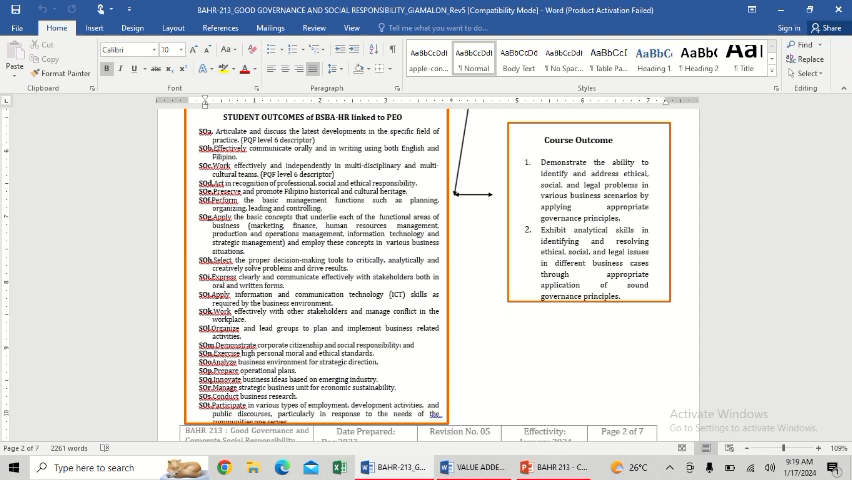 BAHR-213_GOOD GOVERNANCE AND SOCIAL RESPONSIBILITY_GIAMALON_Rev5 [Compatibility Mode] - Word (Product Activation Failed)
File Home Insert Draw Design Layout References Mailings Review View Help Tell me what you want to do Sign in Share
Cut
Copy
Format Painter
Paste
Calibri 10
Clipboard Font Paragraph Styles Editing
AaBbCcDd AaBbCcDd AaBbCcDd AaBbCcDd AaBbCcDd AaBbCc AaBbC AaI
apple-con... ¶ Normal Body Text ¶ No Spac... ¶ Table Pa... Heading 1 ¶ Heading 2 ¶ Title
Find
Replace
Select
STUDENT OUTCOMES of BSBA-HR linked to PEO
SOa. Articulate and discuss the latest developments in the specific field of
practice. (PQF level 6 descriptor)
SOb.Effectively communicate orally and in writing using both English and
Filipino.
SOc.Work effectively and independently in multi-disciplinary and multi-
cultural teams. (PQF level 6 descriptor)
SOd.Act in recognition of professional, social and ethical responsibility.
SOe.Preserve and promote Filipino historical and cultural heritage.
SOf.Perform the basic management functions such as planning,
organizing, leading and controlling.
SOg.Apply the basic concepts that underlie each of the functional areas of
business (marketing, finance, human resources management,
production and operations management, information technology and
strategic management) and employ these concepts in various business
situations.
SOh.Select the proper decision-making tools to critically, analytically and
creatively solve problems and drive results.
SOi.Express clearly and communicate effectively with stakeholders both in
oral and written forms.
SOj.Apply information and communication technology (ICT) skills as
required by the business environment.
SOk.Work effectively with other stakeholders and manage conflict in the
workplace.
SOl.Organize and lead groups to plan and implement business related
activities.
SOm.Demonstrate corporate citizenship and social responsibility; and
SOn.Exercise high personal moral and ethical standards.
SOo.Analyze business environment for strategic direction.
SOp.Prepare operational plans.
SOq.Innovate business ideas based on emerging industry.
SOr.Manage strategic business unit for economic sustainability.
SOs.Conduct business research.
SOt.Participate in various types of employment, development activities, and
public discourses, particularly in response to the needs of the
communities one serves
Course Outcome
1. Demonstrate the ability to
identify and address ethical,
social, and legal problems in
various business scenarios by
applying appropriate
governance principles.
2. Exhibit analytical skills in
identifying and resolving
ethical, social, and legal issues
in different business cases
through appropriate
application of sound
governance principles.
BAHR 213 : Good Governance and Date Prepared: Revision No. 05 Effectivity: Page 2 of 7
Corporate Social Responsibility
Activate Windows
Go to Settings to activate Windows.
Page 2 of 7 2261 words 109%
Type here to search
BAHR-213_G... VALUE ADDE... BAHR 213 - C... 26°C
9:19 AM
1/17/2024